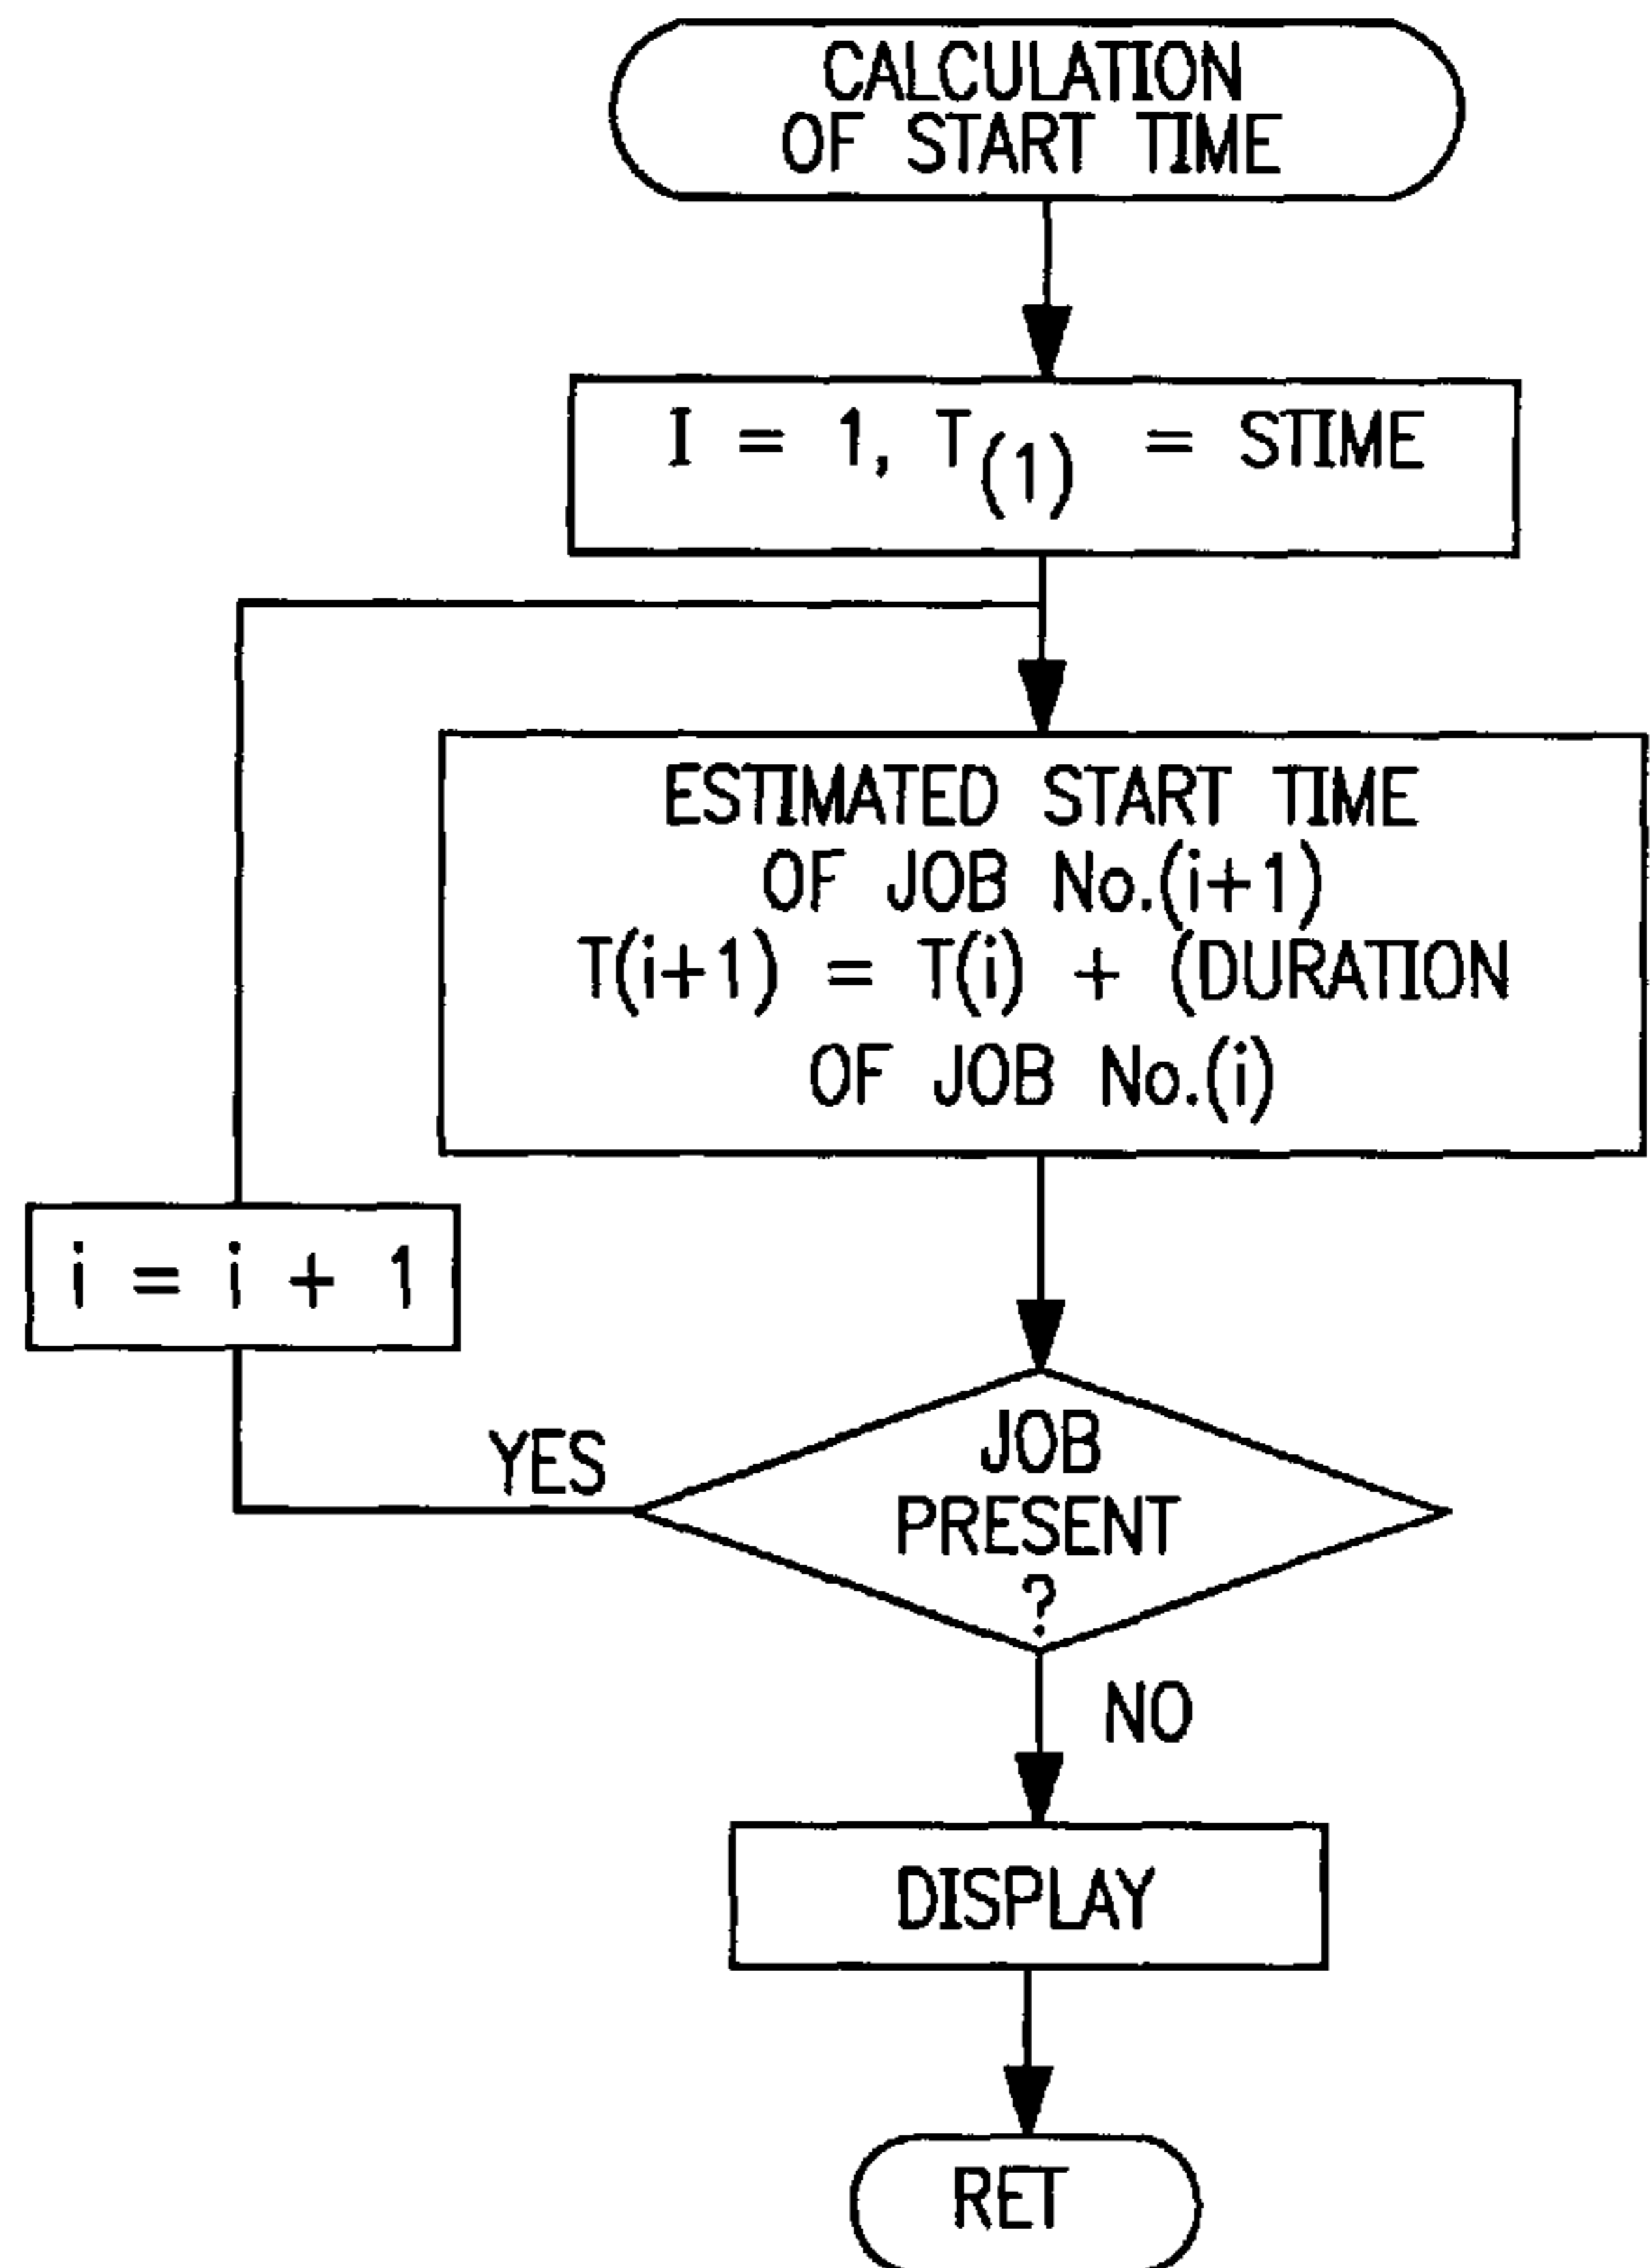 CALCULATION
OF START TIME
I = 1, T(1) = STIME
ESTIMATED START TIME
OF JOB No.(i+1)
T(i+1) = T(i) + (DURATION
OF JOB No.(i)
i = i + 1
YES
JOB
PRESENT
?
NO
DISPLAY
RET